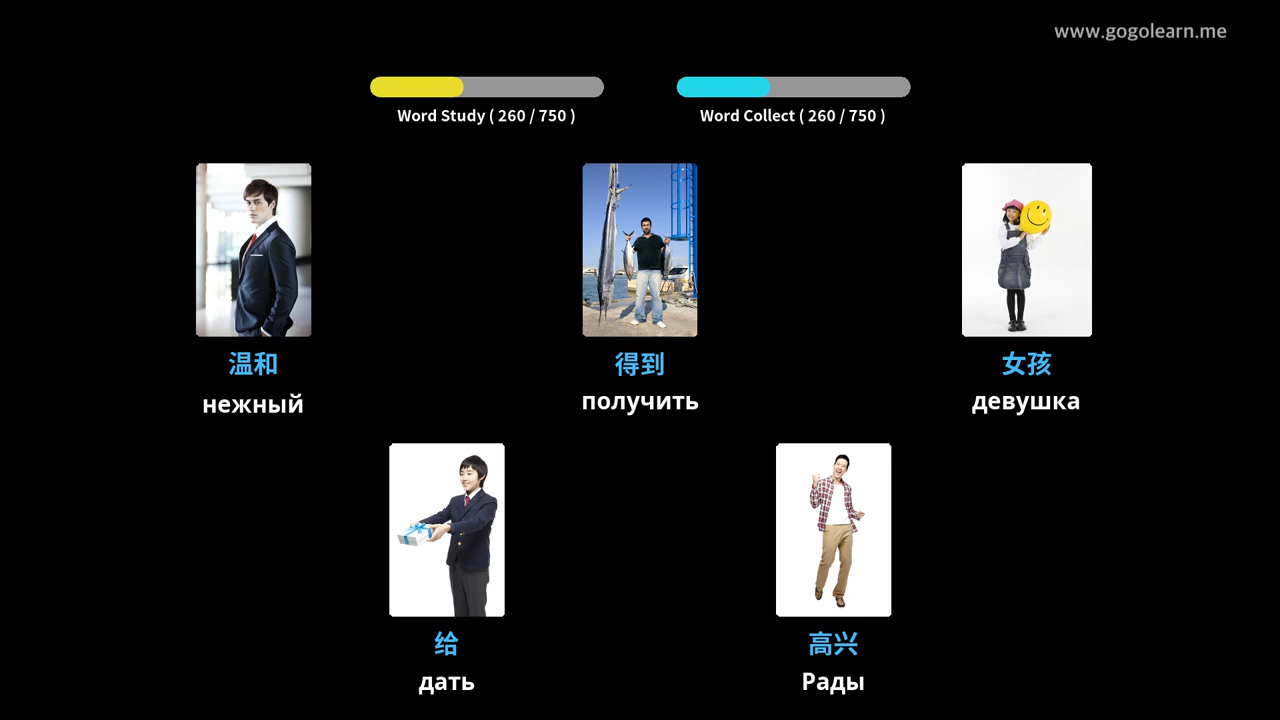 www.gogolearn.me
Word Study ( 260 / 750 )
Word Collect ( 260 / 750 )
温和
нежный
得到
получить
女孩
девушка
给
дать
高兴
Рады